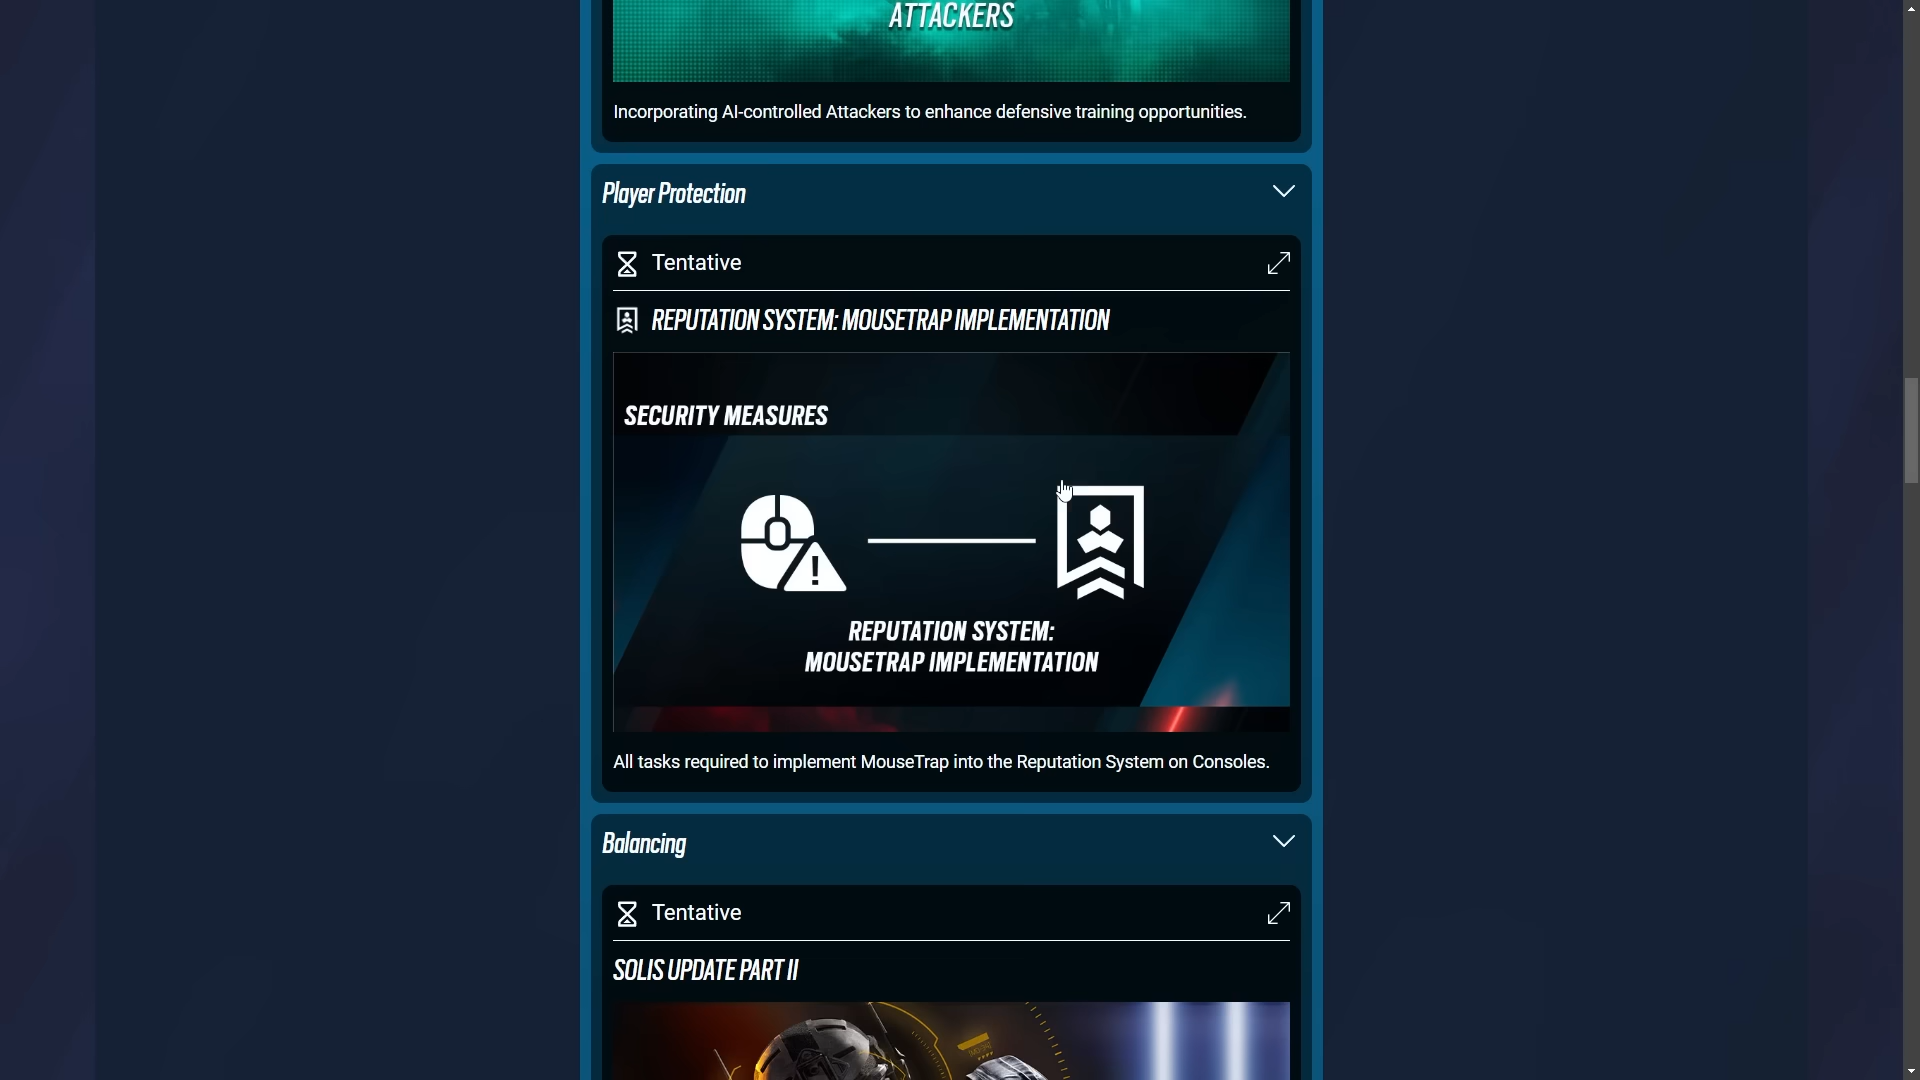 ATTACKERS
Incorporating AI-controlled Attackers to enhance defensive training opportunities.
Player Protection
Tentative
REPUTATION SYSTEM: MOUSETRAP IMPLEMENTATION
SECURITY MEASURES
REPUTATION SYSTEM:
MOUSETRAP IMPLEMENTATION
All tasks required to implement MouseTrap into the Reputation System on Consoles.
Balancing
Tentative
SOLIS UPDATE PART II